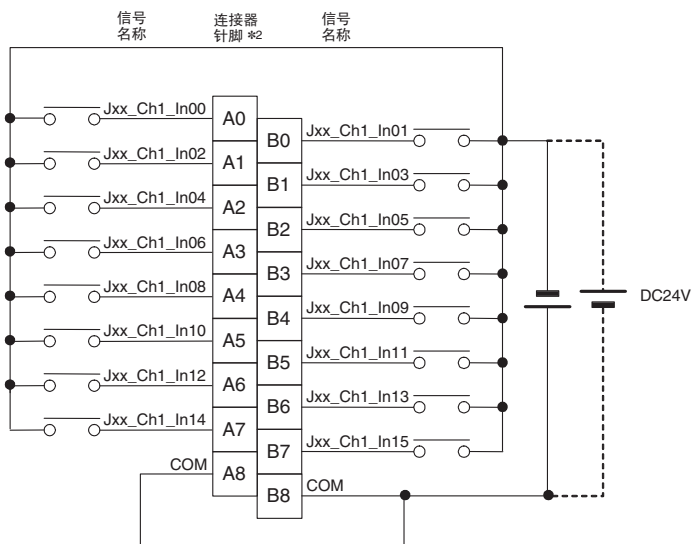 信号
名称
连接器
针脚 *2
信号
名称
Jxx_Ch1_In00
A0
B0
Jxx_Ch1_In01
Jxx_Ch1_In02
A1
B1
Jxx_Ch1_In03
Jxx_Ch1_In04
A2
B2
Jxx_Ch1_In05
Jxx_Ch1_In06
A3
B3
Jxx_Ch1_In07
Jxx_Ch1_In08
A4
B4
Jxx_Ch1_In09
Jxx_Ch1_In10
A5
B5
Jxx_Ch1_In11
Jxx_Ch1_In12
A6
B6
Jxx_Ch1_In13
Jxx_Ch1_In14
A7
B7
Jxx_Ch1_In15
COM
A8
B8
COM
DC24V